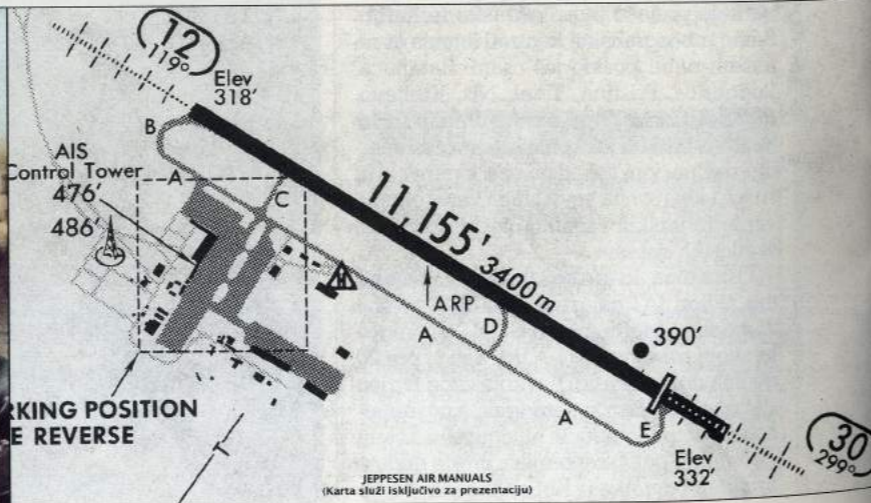 12
119°
Elev
318'
B
AIS
Control Tower
476'
486'
A
C
11,155'
3400 m
ARP
A
D
390'
A
E
Elev
332'
30
299°
RKING POSITION
E REVERSE
JEPPESEN AIR MANUALS
(Karta služi isključivo za prezentaciju)